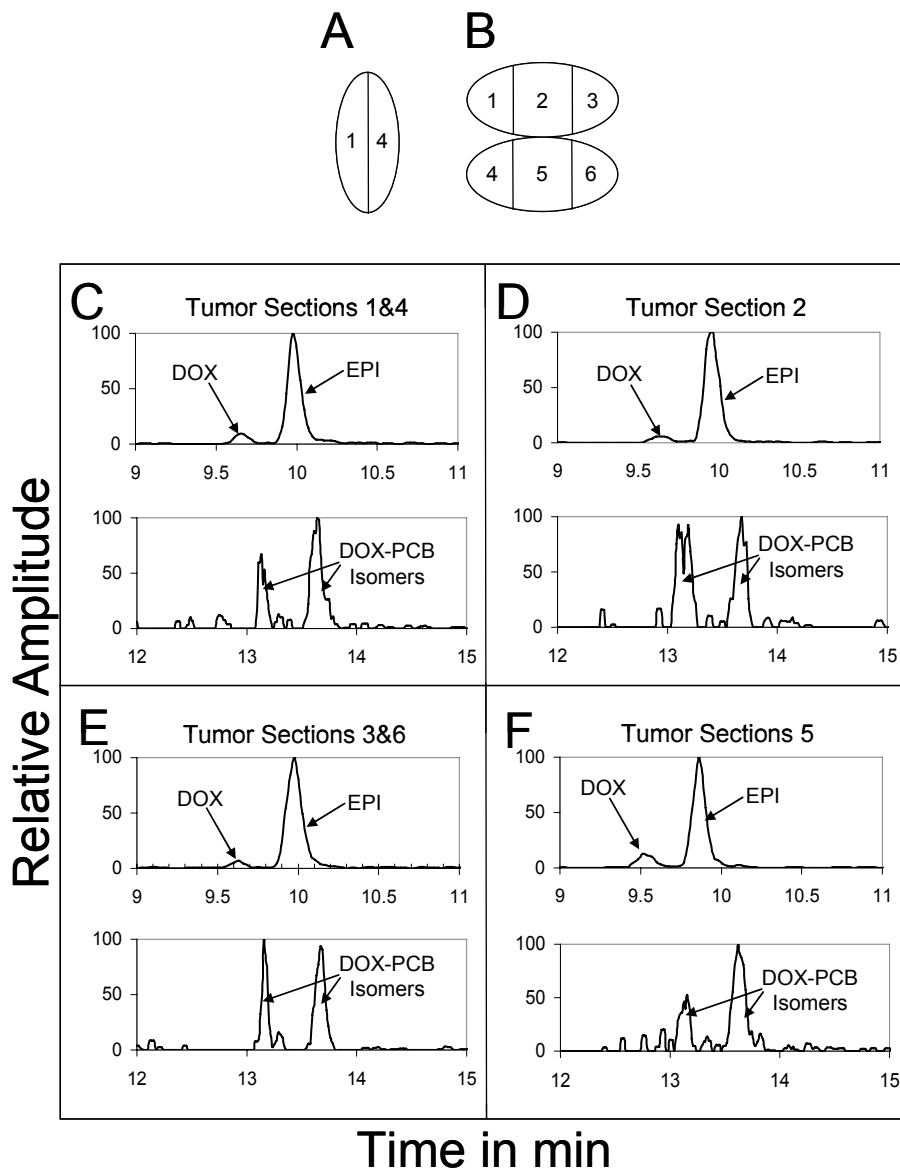 A
B
1 4
1 2 3
4 5 6
Relative Amplitude
C
Tumor Sections 1&4
100
50
0
DOX
EPI
9 9.5 10 10.5 11
100
50
0
DOX-PCB
Isomers
12 13 14 15
D
Tumor Section 2
100
50
0
DOX
EPI
9 9.5 10 10.5 11
100
50
0
DOX-PCB
Isomers
12 13 14 15
E
Tumor Sections 3&6
100
50
0
DOX
EPI
9 9.5 10 10.5 11
100
50
0
DOX-PCB
Isomers
12 13 14 15
F
Tumor Sections 5
100
50
0
DOX
EPI
9 9.5 10 10.5 11
100
50
0
DOX-PCB
Isomers
12 13 14 15
Time in min